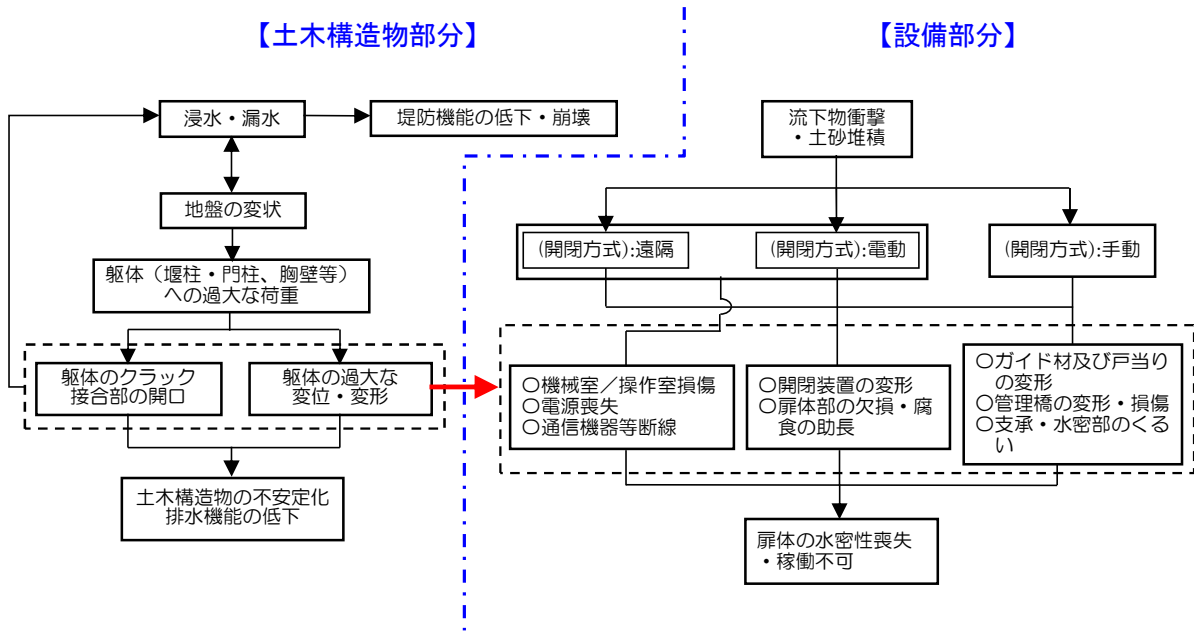 【土木構造物部分】
【設備部分】
浸水・漏水
堤防機能の低下・崩壊
地盤の変状
躯体（堰柱・門柱、胸壁等）
への過大な荷重
躯体のクラック
接合部の開口
躯体の過大な
変位・変形
土木構造物の不安定化
排水機能の低下
流下物衝撃
・土砂堆積
(開閉方式):遠隔
(開閉方式):電動
(開閉方式):手動
〇機械室／操作室損傷
〇電源喪失
〇通信機器等断線
〇開閉装置の変形
〇扉体部の欠損・腐
食の助長
〇ガイド材及び戸当り
の変形
〇管理橋の変形・損傷
〇支承・水密部のくる
い
扉体の水密性喪失
・稼働不可